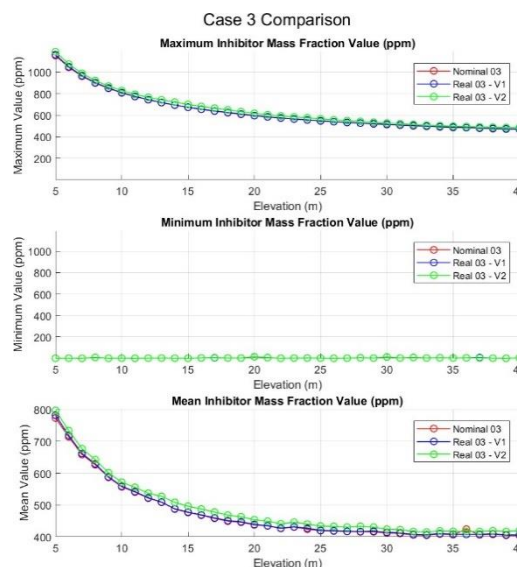 Case 3 Comparison
Maximum Inhibitor Mass Fraction Value (ppm)
Maximum Value (ppm)
1000
800
600
400
200
5 10 15 20 25 30 35 4
Elevation (m)
Nominal 03
Real 03 - V1
Real 03 - V2
Minimum Inhibitor Mass Fraction Value (ppm)
Minimum Value (ppm)
1000
800
600
400
200
5 10 15 20 25 30 35 4
Elevation (m)
Nominal 03
Real 03 - V1
Real 03 - V2
Mean Inhibitor Mass Fraction Value (ppm)
Mean Value (ppm)
800
700
600
500
400
5 10 15 20 25 30 35 4
Elevation (m)
Nominal 03
Real 03 - V1
Real 03 - V2